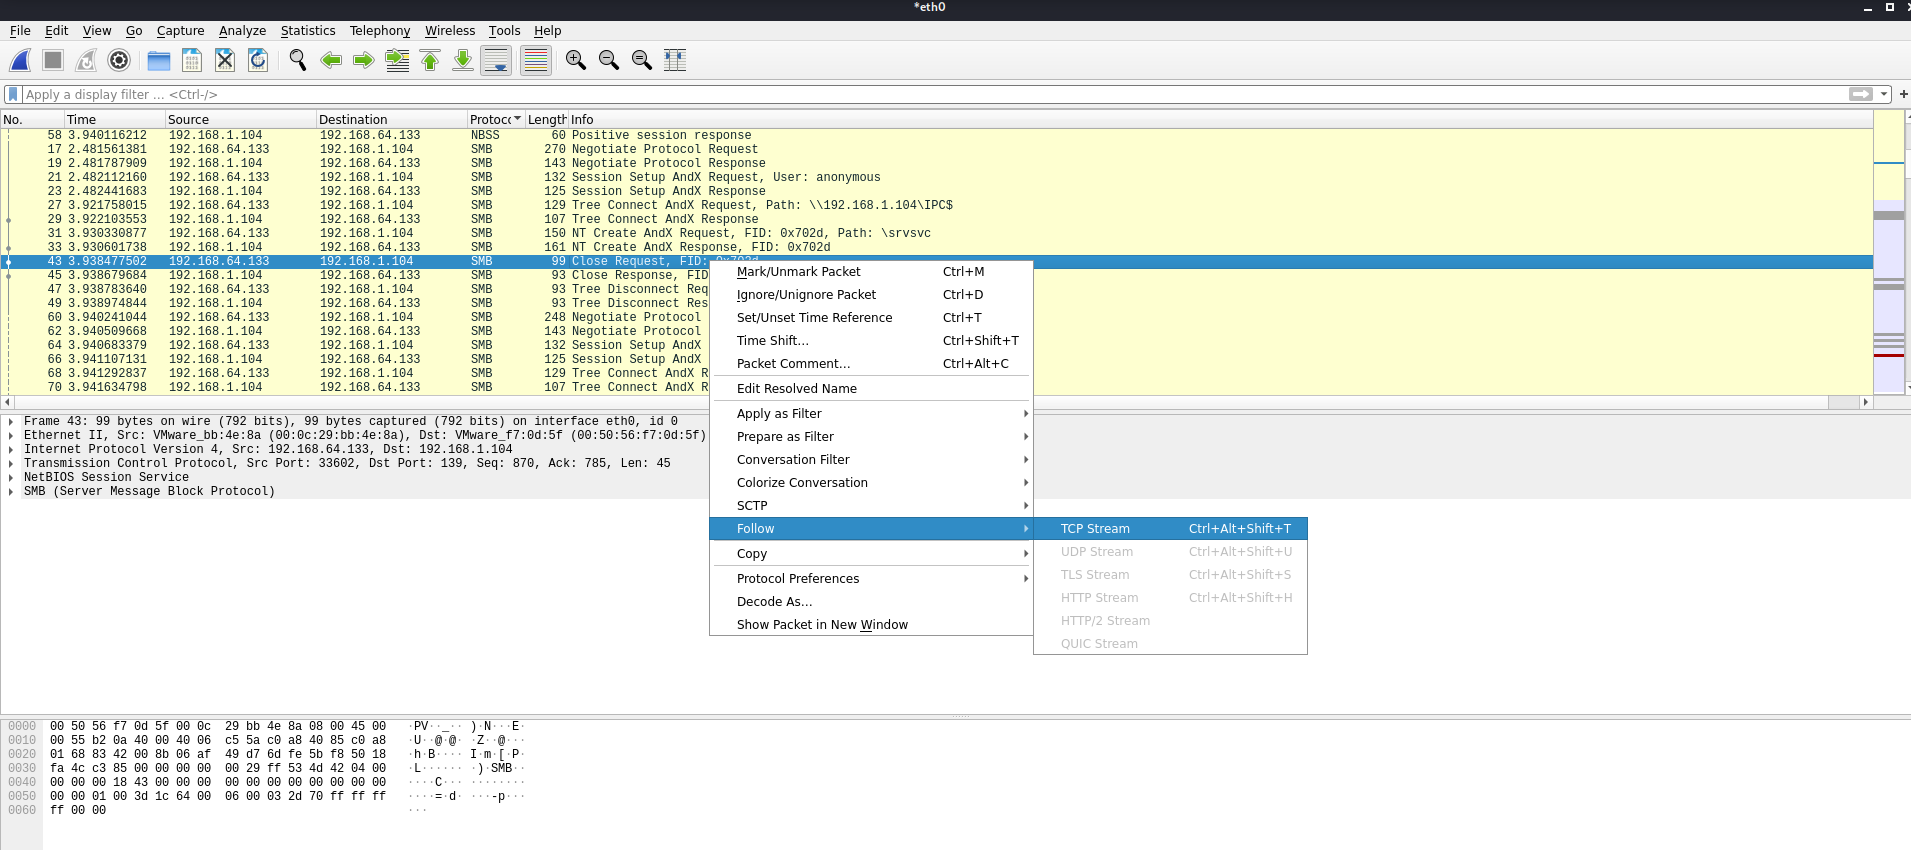 *eth0
File Edit View Go Capture Analyze Statistics Telephony Wireless Tools Help
Apply a display filter … <Ctrl-/>
No. Time Source Destination Protoco Length Info
58 3.940116212 192.168.1.104 192.168.64.133 NBSS 60 Positive session response
17 2.481561381 192.168.64.133 192.168.1.104 SMB 270 Negotiate Protocol Request
19 2.481787909 192.168.1.104 192.168.64.133 SMB 143 Negotiate Protocol Response
21 2.482112160 192.168.64.133 192.168.1.104 SMB 132 Session Setup AndX Request, User: anonymous
23 2.482441683 192.168.1.104 192.168.64.133 SMB 125 Session Setup AndX Response
27 3.921758015 192.168.64.133 192.168.1.104 SMB 129 Tree Connect AndX Request, Path: \\192.168.1.104\IPC$
29 3.922103553 192.168.1.104 192.168.64.133 SMB 107 Tree Connect AndX Response
31 3.930330877 192.168.64.133 192.168.1.104 SMB 150 NT Create AndX Request, FID: 0x702d, Path: \srvsvc
33 3.930601738 192.168.1.104 192.168.64.133 SMB 161 NT Create AndX Response, FID: 0x702d
43 3.938477502 192.168.64.133 192.168.1.104 SMB 99 Close Request, FID: 0x702d
45 3.938679684 192.168.1.104 192.168.64.133 SMB 93 Close Response, FID
47 3.938783640 192.168.64.133 192.168.1.104 SMB 93 Tree Disconnect Req
49 3.938974844 192.168.1.104 192.168.64.133 SMB 93 Tree Disconnect Res
60 3.940241044 192.168.64.133 192.168.1.104 SMB 248 Negotiate Protocol
62 3.940509668 192.168.1.104 192.168.64.133 SMB 143 Negotiate Protocol
64 3.940683379 192.168.64.133 192.168.1.104 SMB 132 Session Setup AndX
66 3.941107131 192.168.1.104 192.168.64.133 SMB 125 Session Setup AndX
68 3.941292837 192.168.64.133 192.168.1.104 SMB 129 Tree Connect AndX R
70 3.941634798 192.168.1.104 192.168.64.133 SMB 107 Tree Connect AndX R
Mark/Unmark Packet Ctrl+M
Ignore/Unignore Packet Ctrl+D
Set/Unset Time Reference Ctrl+T
Time Shift… Ctrl+Shift+T
Packet Comment… Ctrl+Alt+C
Edit Resolved Name
Apply as Filter
Prepare as Filter
Conversation Filter
Colorize Conversation
SCTP
Follow
Copy
Protocol Preferences
Decode As…
Show Packet in New Window
TCP Stream Ctrl+Alt+Shift+T
UDP Stream Ctrl+Alt+Shift+U
TLS Stream Ctrl+Alt+Shift+S
HTTP Stream Ctrl+Alt+Shift+H
HTTP/2 Stream
QUIC Stream
Frame 43: 99 bytes on wire (792 bits), 99 bytes captured (792 bits) on interface eth0, id 0
Ethernet II, Src: VMware_bb:4e:8a (00:0c:29:bb:4e:8a), Dst: VMware_f7:0d:5f (00:50:56:f7:0d:5f)
Internet Protocol Version 4, Src: 192.168.64.133, Dst: 192.168.1.104
Transmission Control Protocol, Src Port: 33602, Dst Port: 139, Seq: 870, Ack: 785, Len: 45
NetBIOS Session Service
SMB (Server Message Block Protocol)
0000 00 50 56 f7 0d 5f 00 0c 29 bb 4e 8a 08 00 45 00 ·PV··_·· )·N···E·
0010 00 55 b2 0a 40 00 40 06 c5 5a c0 a8 40 85 c0 a8 ·U··@·@· ·Z··@···
0020 01 68 83 42 00 8b 06 af 49 d7 6d fe 5b f8 50 18 ·h·B···· I·m·[·P·
0030 fa 4c c3 85 00 00 00 00 00 29 ff 53 4d 42 04 00 ·L······ ·)·SMB··
0040 00 00 00 18 43 00 00 00 00 00 00 00 00 00 00 00 ····C··· ········
0050 00 00 01 00 3d 1c 64 00 06 00 03 2d 70 ff ff ff ····=·d· ···-p···
0060 ff 00 00 ···